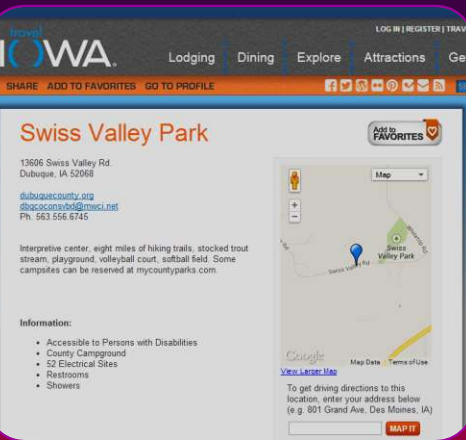 LOG IN | REGISTER | TRAV
travel
IOWA.
Lodging Dining Explore Attractions Ge
SHARE ADD TO FAVORITES GO TO PROFILE
Swiss Valley Park
Add to
FAVORITES
13606 Swiss Valley Rd.
Dubuque, IA 52068
dubuquecounty.org
dbqcoconsvbd@mwci.net
Ph. 563.556.6745
Interpretive center, eight miles of hiking trails, stocked trout
stream, playground, volleyball court, softball field. Some
campsites can be reserved at mycountyparks.com.
Information:
• Accessible to Persons with Disabilities
• County Campground
• 52 Electrical Sites
• Restrooms
• Showers
Map
+
−
Swiss
Valley Park
Swiss Valley Rd
Google
Map Data Terms of Use
View Larger Map
To get driving directions to this
location, enter your address below
(e.g. 801 Grand Ave, Des Moines, IA)
MAP IT